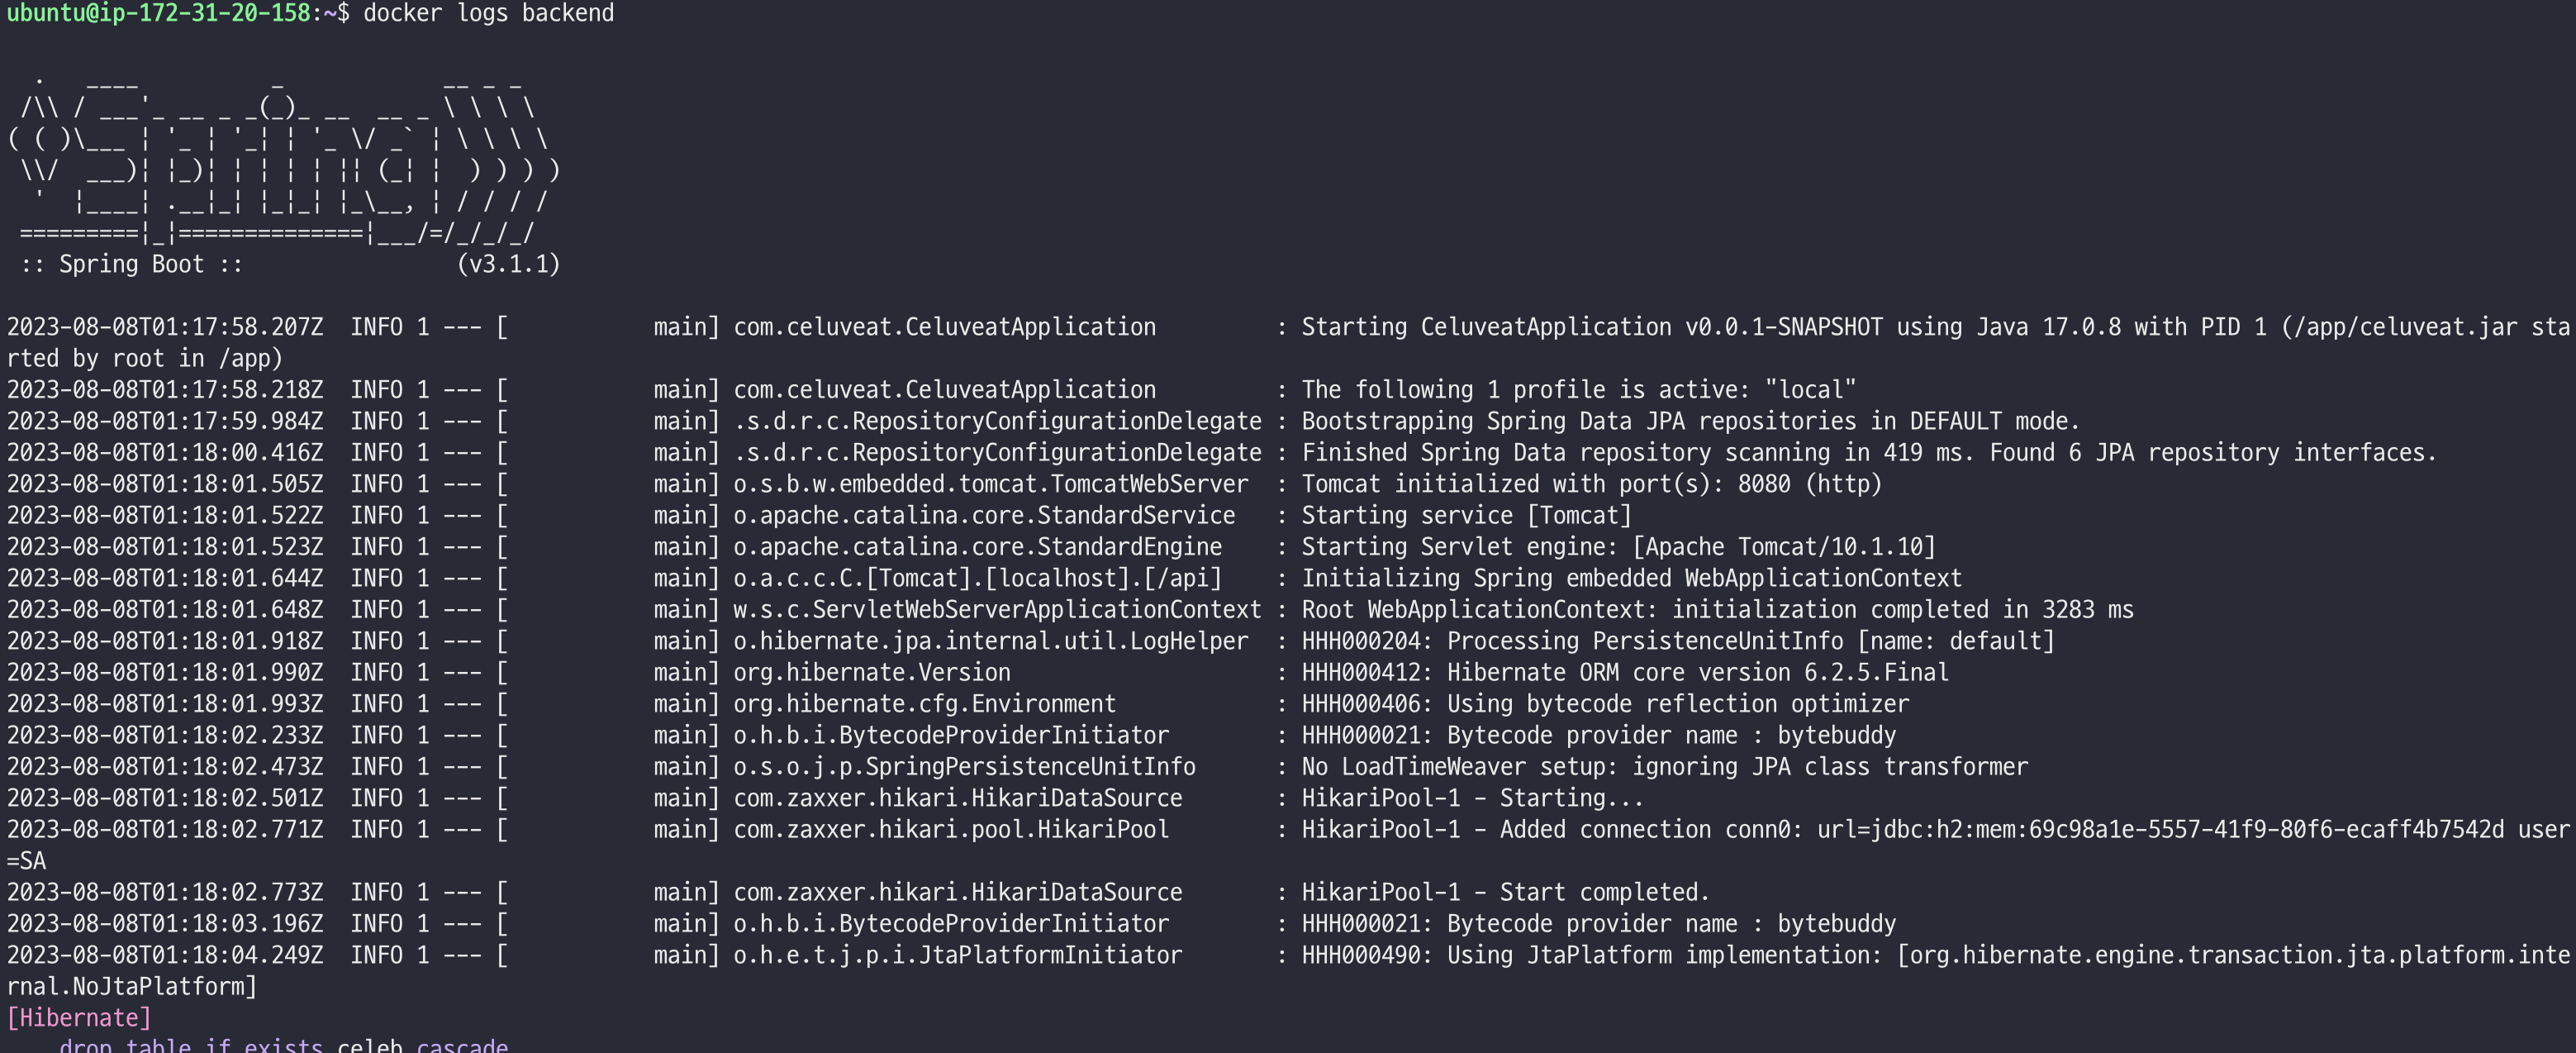 ubuntu@ip-172-31-20-158:~$ docker logs backend
  .   ____          _            __ _ _
 /\\ / ___'_ __ _ _(_)_ __  __ _ \ \ \ \
( ( )\___ | '_ | '_| | '_ \/ _` | \ \ \ \
 \\/  ___)| |_)| | | | | || (_| |  ) ) ) )
  '  |____| .__|_| |_|_| |_\__, | / / / /
 =========|_|==============|___/=/_/_/_/
 :: Spring Boot ::                (v3.1.1)
2023-08-08T01:17:58.207Z  INFO 1 --- [           main] com.celuveat.CeluveatApplication         : Starting CeluveatApplication v0.0.1-SNAPSHOT using Java 17.0.8 with PID 1 (/app/celuveat.jar sta
rted by root in /app)
2023-08-08T01:17:58.218Z  INFO 1 --- [           main] com.celuveat.CeluveatApplication         : The following 1 profile is active: "local"
2023-08-08T01:17:59.984Z  INFO 1 --- [           main] .s.d.r.c.RepositoryConfigurationDelegate : Bootstrapping Spring Data JPA repositories in DEFAULT mode.
2023-08-08T01:18:00.416Z  INFO 1 --- [           main] .s.d.r.c.RepositoryConfigurationDelegate : Finished Spring Data repository scanning in 419 ms. Found 6 JPA repository interfaces.
2023-08-08T01:18:01.505Z  INFO 1 --- [           main] o.s.b.w.embedded.tomcat.TomcatWebServer  : Tomcat initialized with port(s): 8080 (http)
2023-08-08T01:18:01.522Z  INFO 1 --- [           main] o.apache.catalina.core.StandardService   : Starting service [Tomcat]
2023-08-08T01:18:01.523Z  INFO 1 --- [           main] o.apache.catalina.core.StandardEngine    : Starting Servlet engine: [Apache Tomcat/10.1.10]
2023-08-08T01:18:01.644Z  INFO 1 --- [           main] o.a.c.c.C.[Tomcat].[localhost].[/api]    : Initializing Spring embedded WebApplicationContext
2023-08-08T01:18:01.648Z  INFO 1 --- [           main] w.s.c.ServletWebServerApplicationContext : Root WebApplicationContext: initialization completed in 3283 ms
2023-08-08T01:18:01.918Z  INFO 1 --- [           main] o.hibernate.jpa.internal.util.LogHelper  : HHH000204: Processing PersistenceUnitInfo [name: default]
2023-08-08T01:18:01.990Z  INFO 1 --- [           main] org.hibernate.Version                    : HHH000412: Hibernate ORM core version 6.2.5.Final
2023-08-08T01:18:01.993Z  INFO 1 --- [           main] org.hibernate.cfg.Environment            : HHH000406: Using bytecode reflection optimizer
2023-08-08T01:18:02.233Z  INFO 1 --- [           main] o.h.b.i.BytecodeProviderInitiator        : HHH000021: Bytecode provider name : bytebuddy
2023-08-08T01:18:02.473Z  INFO 1 --- [           main] o.s.o.j.p.SpringPersistenceUnitInfo      : No LoadTimeWeaver setup: ignoring JPA class transformer
2023-08-08T01:18:02.501Z  INFO 1 --- [           main] com.zaxxer.hikari.HikariDataSource       : HikariPool-1 - Starting...
2023-08-08T01:18:02.771Z  INFO 1 --- [           main] com.zaxxer.hikari.pool.HikariPool        : HikariPool-1 - Added connection conn0: url=jdbc:h2:mem:69c98a1e-5557-41f9-80f6-ecaff4b7542d user
=SA
2023-08-08T01:18:02.773Z  INFO 1 --- [           main] com.zaxxer.hikari.HikariDataSource       : HikariPool-1 - Start completed.
2023-08-08T01:18:03.196Z  INFO 1 --- [           main] o.h.b.i.BytecodeProviderInitiator        : HHH000021: Bytecode provider name : bytebuddy
2023-08-08T01:18:04.249Z  INFO 1 --- [           main] o.h.e.t.j.p.i.JtaPlatformInitiator       : HHH000490: Using JtaPlatform implementation: [org.hibernate.engine.transaction.jta.platform.inte
rnal.NoJtaPlatform]
[Hibernate]
    drop table if exists celeb cascade